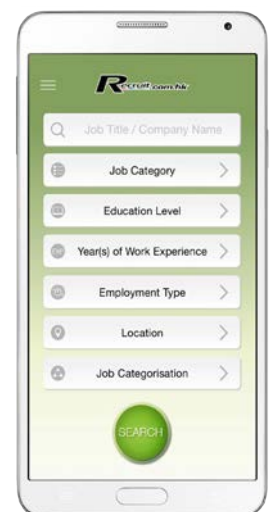 Recruit.com.hk
Job Title / Company Name
Job Category
Education Level
Year(s) of Work Experience
Employment Type
Location
Job Categorisation
SEARCH